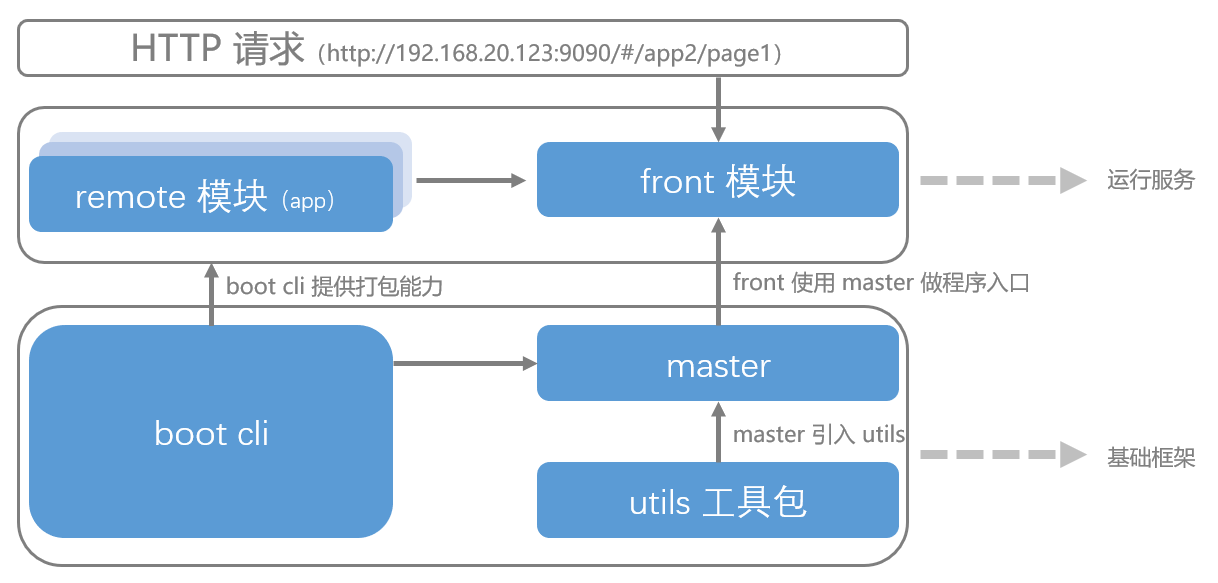 HTTP 请求（http://192.168.20.123:9090/#/app2/page1）
remote 模块（app）
front 模块
运行服务
boot cli 提供打包能力
front 使用 master 做程序入口
master
boot cli
master 引入 utils
基础框架
utils 工具包